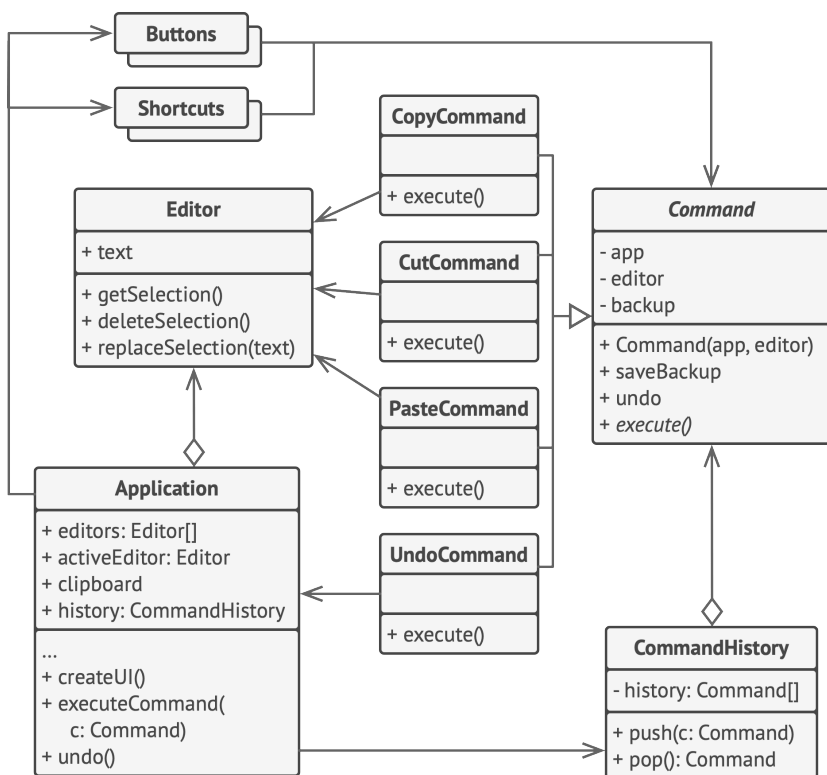 Buttons
Shortcuts
CopyCommand
+ execute()
Editor
+ text
+ getSelection()
+ deleteSelection()
+ replaceSelection(text)
CutCommand
+ execute()
Command
- app
- editor
- backup
+ Command(app, editor)
+ saveBackup
+ undo
+ execute()
PasteCommand
+ execute()
Application
+ editors: Editor[]
+ activeEditor: Editor
+ clipboard
+ history: CommandHistory
...
+ createUI()
+ executeCommand(
c: Command)
+ undo()
UndoCommand
+ execute()
CommandHistory
- history: Command[]
+ push(c: Command)
+ pop(): Command